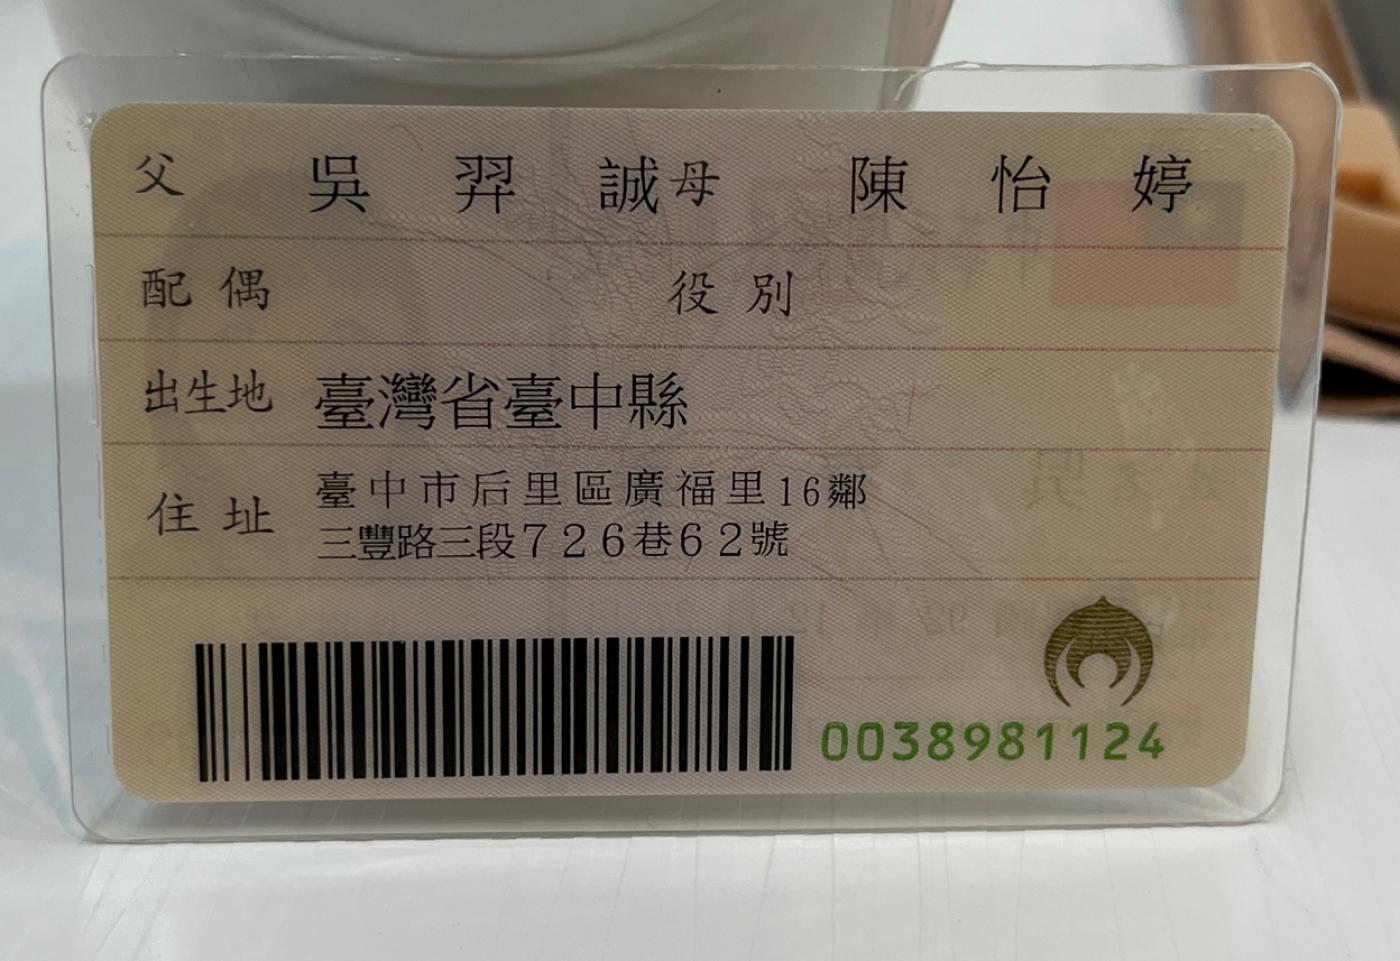 父 吳羿誠 母 陳怡婷
配偶 役別
出生地 臺灣省臺中縣
住址 臺中市后里區廣福里16鄰
三豐路三段726巷62號
0038981124